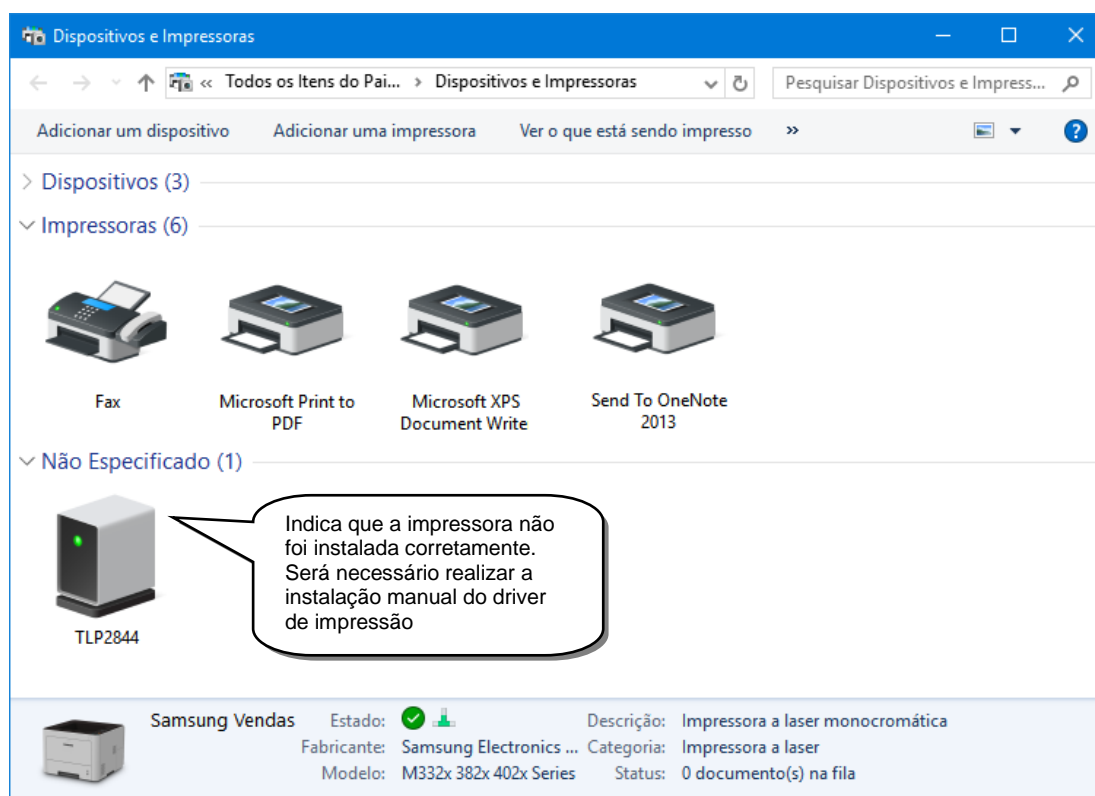 Dispositivos e Impressoras
« Todos os Itens do Pai... > Dispositivos e Impressoras
Pesquisar Dispositivos e Impress...
Adicionar um dispositivo Adicionar uma impressora Ver o que está sendo impresso »
?
Dispositivos (3)
Impressoras (6)
Fax
Microsoft Print to
PDF
Microsoft XPS
Document Write
Send To OneNote
2013
Não Especificado (1)
TLP2844
Indica que a impressora não
foi instalada corretamente.
Será necessário realizar a
instalação manual do driver
de impressão
Samsung Vendas Estado: Descrição: Impressora a laser monocromática
Fabricante: Samsung Electronics ... Categoria: Impressora a laser
Modelo: M332x 382x 402x Series Status: 0 documento(s) na fila